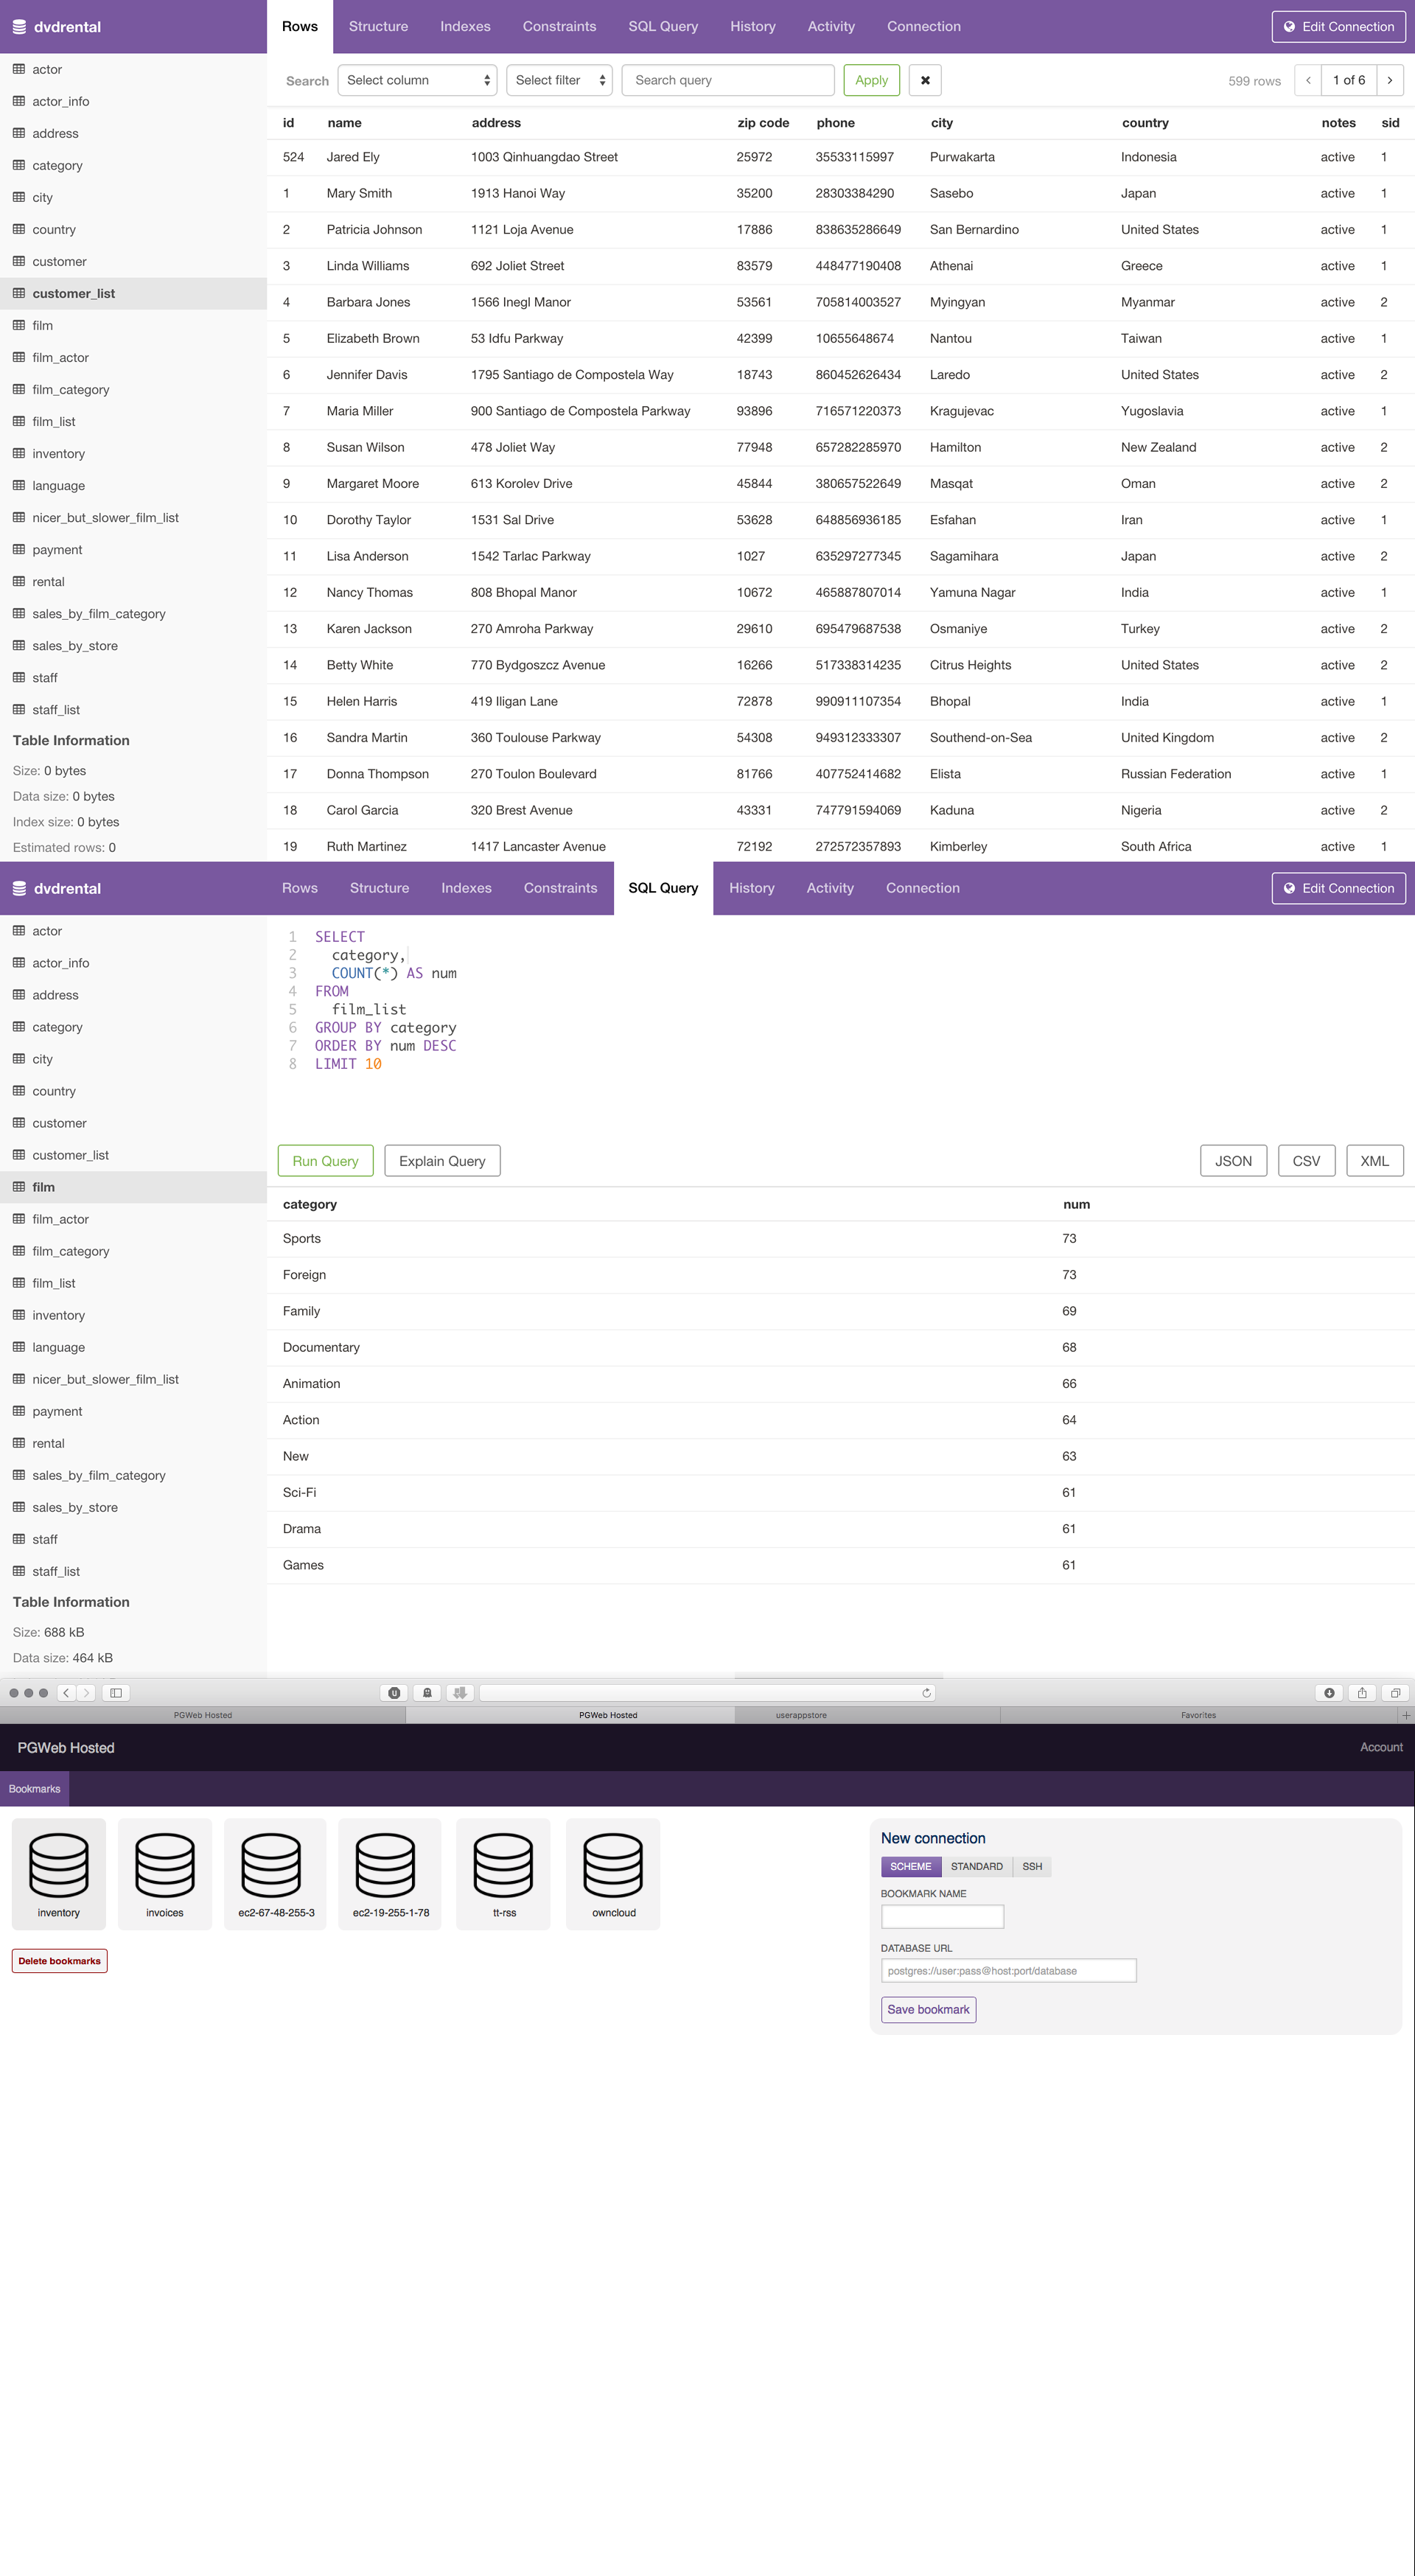 dvdrental Rows Structure Indexes Constraints SQL Query History Activity Connection Edit Connection
actor
actor_info
address
category
city
country
customer
customer_list
film
film_actor
film_category
film_list
inventory
language
nicer_but_slower_film_list
payment
rental
sales_by_film_category
sales_by_store
staff
staff_list
Table Information
Size: 0 bytes
Data size: 0 bytes
Index size: 0 bytes
Estimated rows: 0
Search Select column Select filter Search query Apply 599 rows 1 of 6
id name address zip code phone city country notes sid
524 Jared Ely 1003 Qinhuangdao Street 25972 35533115997 Purwakarta Indonesia active 1
1 Mary Smith 1913 Hanoi Way 35200 28303384290 Sasebo Japan active 1
2 Patricia Johnson 1121 Loja Avenue 17886 838635286649 San Bernardino United States active 1
3 Linda Williams 692 Joliet Street 83579 448477190408 Athenai Greece active 1
4 Barbara Jones 1566 Inegl Manor 53561 705814003527 Myingyan Myanmar active 2
5 Elizabeth Brown 53 Idfu Parkway 42399 10655648674 Nantou Taiwan active 1
6 Jennifer Davis 1795 Santiago de Compostela Way 18743 860452626434 Laredo United States active 2
7 Maria Miller 900 Santiago de Compostela Parkway 93896 716571220373 Kragujevac Yugoslavia active 1
8 Susan Wilson 478 Joliet Way 77948 657282285970 Hamilton New Zealand active 2
9 Margaret Moore 613 Korolev Drive 45844 380657522649 Masqat Oman active 2
10 Dorothy Taylor 1531 Sal Drive 53628 648856936185 Esfahan Iran active 1
11 Lisa Anderson 1542 Tarlac Parkway 1027 635297277345 Sagamihara Japan active 2
12 Nancy Thomas 808 Bhopal Manor 10672 465887807014 Yamuna Nagar India active 1
13 Karen Jackson 270 Amroha Parkway 29610 695479687538 Osmaniye Turkey active 2
14 Betty White 770 Bydgoszcz Avenue 16266 517338314235 Citrus Heights United States active 2
15 Helen Harris 419 Iligan Lane 72878 990911107354 Bhopal India active 1
16 Sandra Martin 360 Toulouse Parkway 54308 949312333307 Southend-on-Sea United Kingdom active 2
17 Donna Thompson 270 Toulon Boulevard 81766 407752414682 Elista Russian Federation active 1
18 Carol Garcia 320 Brest Avenue 43331 747791594069 Kaduna Nigeria active 2
19 Ruth Martinez 1417 Lancaster Avenue 72192 272572357893 Kimberley South Africa active 1
dvdrental Rows Structure Indexes Constraints SQL Query History Activity Connection Edit Connection
actor
actor_info
address
category
city
country
customer
customer_list
film
film_actor
film_category
film_list
inventory
language
nicer_but_slower_film_list
payment
rental
sales_by_film_category
sales_by_store
staff
staff_list
Table Information
Size: 688 kB
Data size: 464 kB
1 SELECT
2 category,
3 COUNT(*) AS num
4 FROM
5 film_list
6 GROUP BY category
7 ORDER BY num DESC
8 LIMIT 10
Run Query Explain Query JSON CSV XML
category num
Sports 73
Foreign 73
Family 69
Documentary 68
Animation 66
Action 64
New 63
Sci-Fi 61
Drama 61
Games 61
PGWeb Hosted PGWeb Hosted userappstore Favorites
PGWeb Hosted Account
Bookmarks
inventory invoices ec2-67-48-255-3 ec2-19-255-1-78 tt-rss owncloud
Delete bookmarks
New connection
SCHEME STANDARD SSH
BOOKMARK NAME
DATABASE URL
postgres://user:pass@host:port/database
Save bookmark